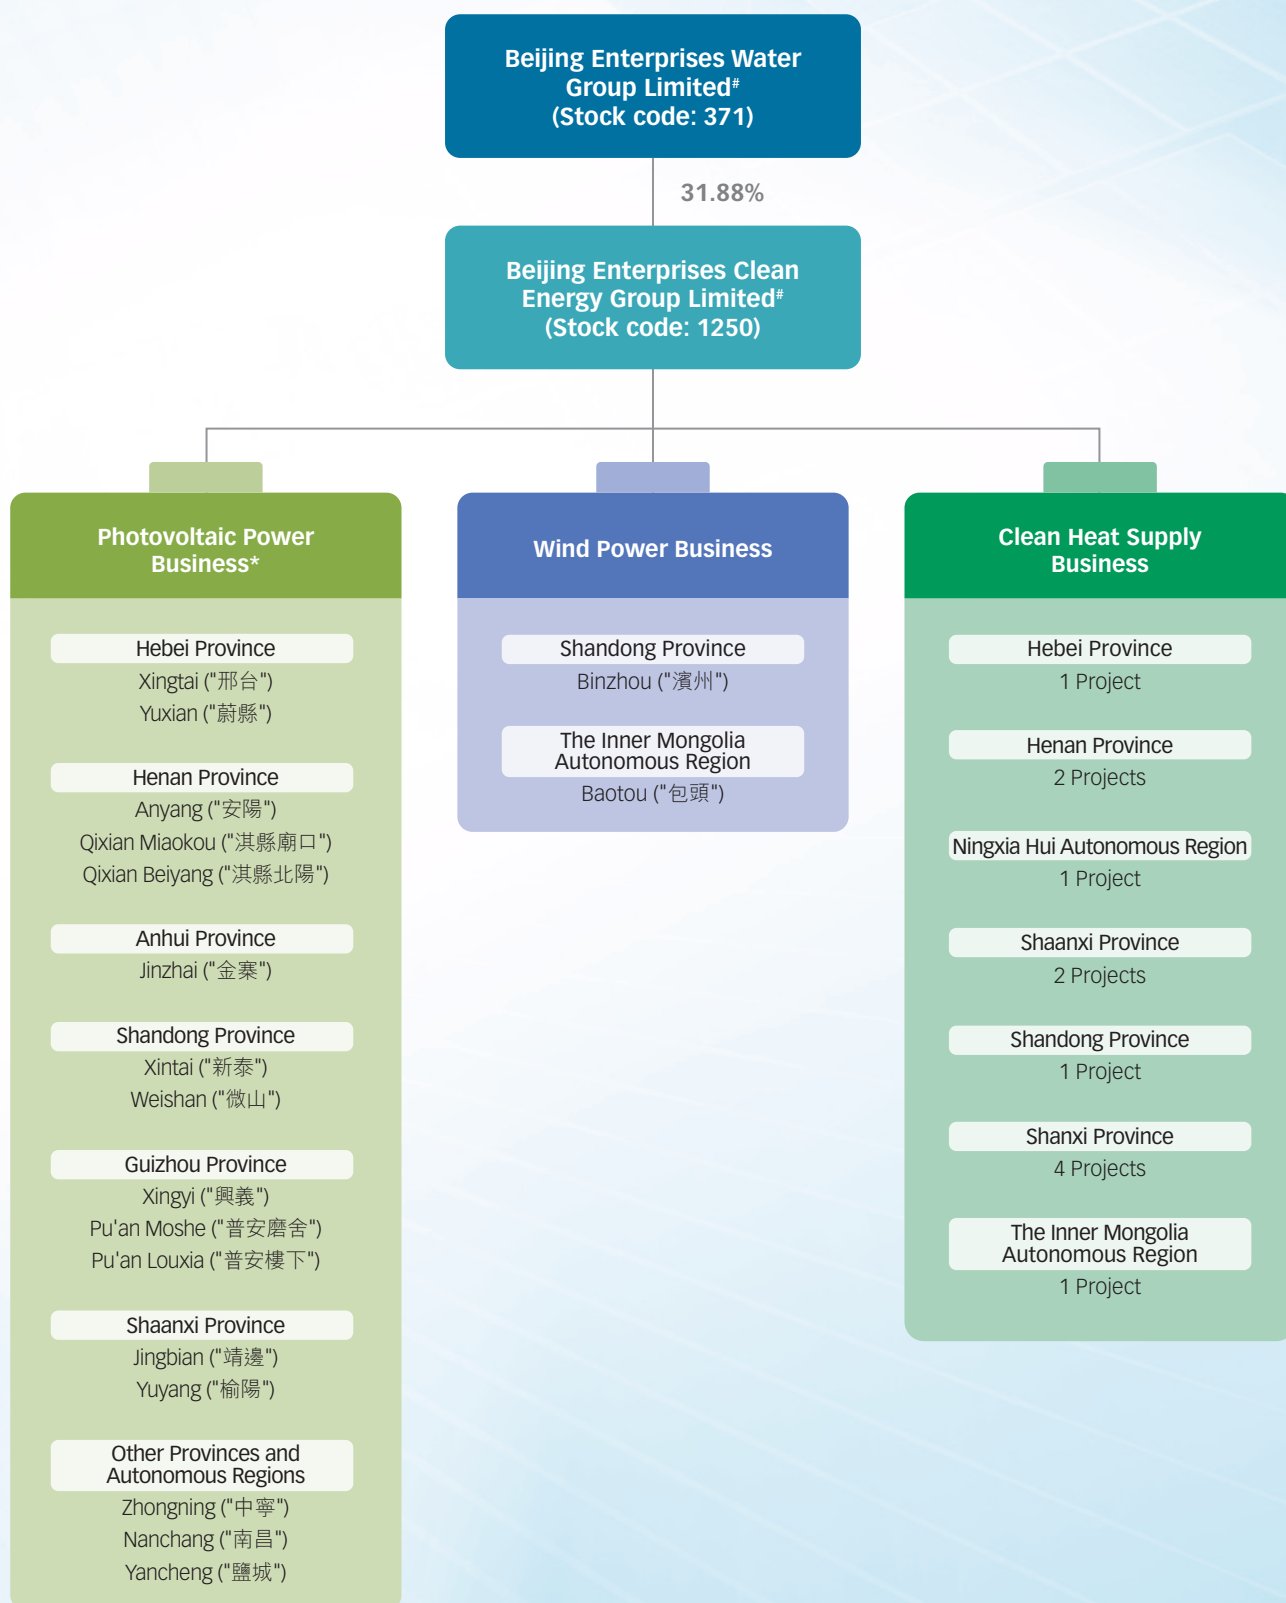 Beijing Enterprises Water
Group Limited#
(Stock code: 371)
31.88%
Beijing Enterprises Clean
Energy Group Limited#
(Stock code: 1250)
Photovoltaic Power
Business*
Hebei Province
Xingtai ("邢台")
Yuxian ("蔚縣")
Henan Province
Anyang ("安陽")
Qixian Miaokou ("淇縣廟口")
Qixian Beiyang ("淇縣北陽")
Anhui Province
Jinzhai ("金寨")
Shandong Province
Xintai ("新泰")
Weishan ("微山")
Guizhou Province
Xingyi ("興義")
Pu'an Moshe ("普安磨舍")
Pu'an Louxia ("普安樓下")
Shaanxi Province
Jingbian ("靖邊")
Yuyang ("榆陽")
Other Provinces and
Autonomous Regions
Zhongning ("中寧")
Nanchang ("南昌")
Yancheng ("鹽城")
Wind Power Business
Shandong Province
Binzhou ("濱州")
The Inner Mongolia
Autonomous Region
Baotou ("包頭")
Clean Heat Supply
Business
Hebei Province
1 Project
Henan Province
2 Projects
Ningxia Hui Autonomous Region
1 Project
Shaanxi Province
2 Projects
Shandong Province
1 Project
Shanxi Province
4 Projects
The Inner Mongolia
Autonomous Region
1 Project